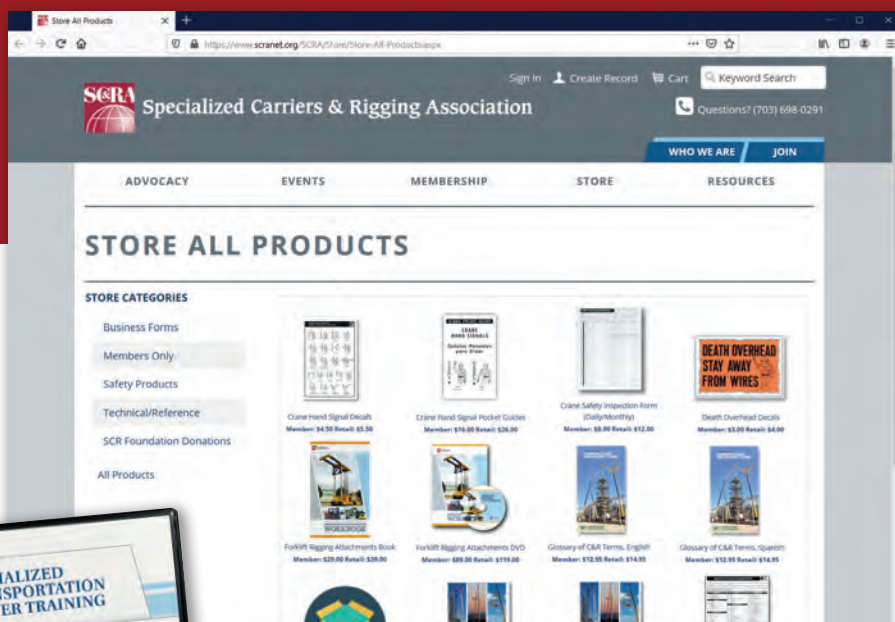 Store All Products
https://www.scranet.org/SCRA/Store/Store-All-Products.aspx
Sign In Create Record Cart Keyword Search
SC&RA
Specialized Carriers & Rigging Association
Questions? (703) 698-0291
WHO WE ARE JOIN
ADVOCACY EVENTS MEMBERSHIP STORE RESOURCES
STORE ALL PRODUCTS
STORE CATEGORIES
Business Forms
Members Only
Safety Products
Technical/Reference
SCR Foundation Donations
All Products
CRANE
HAND SIGNALS
DEATH OVERHEAD
STAY AWAY
FROM WIRES
Crane Hand Signal Decals
Member: $4.50 Retail: $5.50
Crane Hand Signal Pocket Guides
Member: $16.00 Retail: $26.00
Crane Safety Inspection Form
(Daily/Monthly)
Member: $8.00 Retail: $12.00
Death Overhead Decals
Member: $3.00 Retail: $4.00
WORKBOOK
Forklift Rigging Attachments Book
Member: $29.00 Retail: $39.00
Forklift Rigging Attachments DVD
Member: $89.00 Retail: $119.00
Glossary of C&R Terms, English
Member: $12.95 Retail: $14.95
Glossary of C&R Terms, Spanish
Member: $12.95 Retail: $14.95
IALIZED
NSPORTATION
ER TRAINING